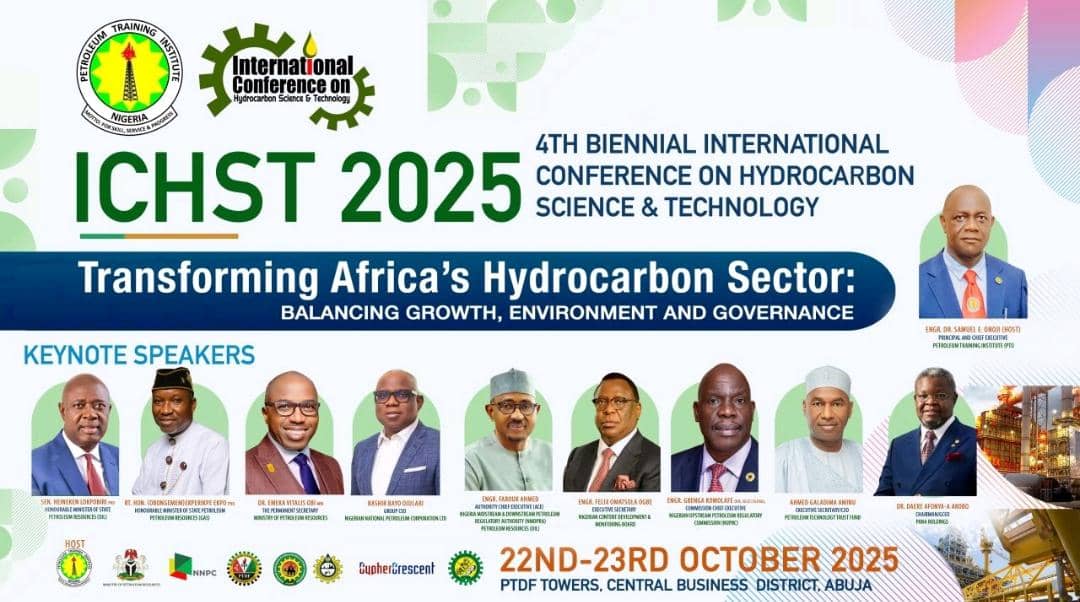 PETROLEUM TRAINING INSTITUTE
NIGERIA
MOTTO: FOR SKILL, SERVICE & PROGRESS
International
Conference on
Hydrocarbon Science & Technology
ICHST 2025
4TH BIENNIAL INTERNATIONAL
CONFERENCE ON HYDROCARBON
SCIENCE & TECHNOLOGY
Transforming Africa's Hydrocarbon Sector:
BALANCING GROWTH, ENVIRONMENT AND GOVERNANCE
ENGR. DR. SAMUEL E. ONOJI (HOST)
PRINCIPAL AND CHIEF EXECUTIVE
PETROLEUM TRAINING INSTITUTE (PTI)
KEYNOTE SPEAKERS
SEN. HEINEKEN LOKPOBIRI
HONOURABLE MINISTER OF STATE
PETROLEUM RESOURCES (OIL)
EKPERIKPE EKPO
HONOURABLE MINISTER OF STATE PETROLEUM
RESOURCES (GAS)
DR. EMEKA VITALIS OBI
THE PERMANENT SECRETARY
MINISTRY OF PETROLEUM RESOURCES
BASHIR BAYO OJULARI
GROUP CEO
NIGERIAN NATIONAL PETROLEUM CORPORATION LTD
ENGR. FAROUK AHMED
AUTHORITY CHIEF EXECUTIVE (ACE)
NIGERIA MIDSTREAM & DOWNSTREAM PETROLEUM
REGULATORY AUTHORITY (NMDPRA)
PETROLEUM RESOURCES (OIL)
ENGR. FELIX OMATSOLA OGBE
EXECUTIVE SECRETARY
NIGERIAN CONTENT DEVELOPMENT &
MONITORING BOARD
ENGR. GBENGA KOMOLAFE
COMMISSION CHIEF EXECUTIVE
NIGERIAN UPSTREAM PETROLEUM REGULATORY
COMMISSION (NUPRC)
AHMED GALADIMA AMINU
EXECUTIVE SECRETARY/CEO
PETROLEUM TECHNOLOGY TRUST FUND
DR. DAERE AFONYA-A AKOBO
CHAIRMAN/GCEO
PANA HOLDINGS
HOST
NNPC
CypherCrescent
22ND-23RD OCTOBER 2025
PTDF TOWERS, CENTRAL BUSINESS DISTRICT, ABUJA